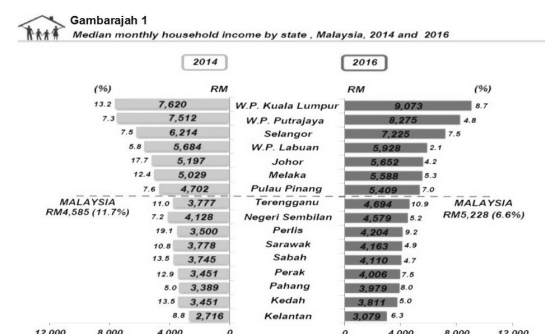 Gambarajah 1
Median monthly household income by state , Malaysia, 2014 and 2016
2014 2016
(%) RM RM (%)
13.2 7,620 W.P. Kuala Lumpur 9,073 8.7
7.3 7,512 W.P. Putrajaya 8,275 4.8
7.5 6,214 Selangor 7,225 7.5
5.8 5,684 W.P. Labuan 5,928 2.1
17.7 5,197 Johor 5,652 4.2
12.4 5,029 Melaka 5,588 5.3
7.6 4,702 Pulau Pinang 5,409 7.0
MALAYSIA 11.0 3,777 Terengganu 4,694 10.9 MALAYSIA
RM4,585 (11.7%) 7.2 4,128 Negeri Sembilan 4,579 5.2 RM5,228 (6.6%)
19.1 3,500 Perlis 4,204 9.2
10.8 3,778 Sarawak 4,163 4.9
13.5 3,745 Sabah 4,110 4.7
12.9 3,451 Perak 4,006 7.5
5.0 3,389 Pahang 3,979 8.0
13.5 3,451 Kedah 3,811 5.0
8.8 2,716 Kelantan 3,079 6.3
12,000 8,000 4,000 0 0 4,000 8,000 12,000